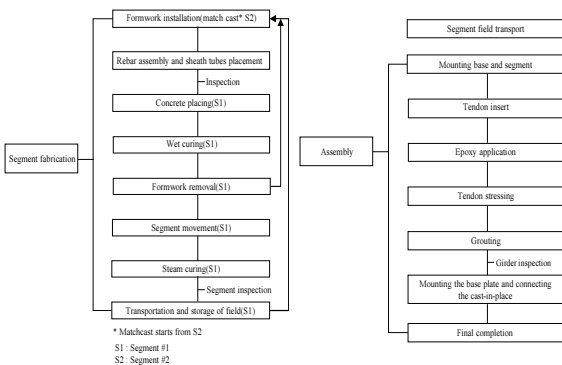 Formwork installation(match cast* S2)
Rebar assembly and sheath tubes placement
Inspection
Concrete placing(S1)
Wet curing(S1)
Segment fabrication
Formwork removal(S1)
Segment movement(S1)
Steam curing(S1)
Segment inspection
Transportation and storage of field(S1)
* Matchcast starts from S2
S1 : Segment #1
S2 : Segment #2
Segment field transport
Mounting base and segment
Tendon insert
Assembly
Epoxy application
Tendon stressing
Grouting
Girder inspection
Mounting the base plate and connecting
the cast-in-place
Final completion